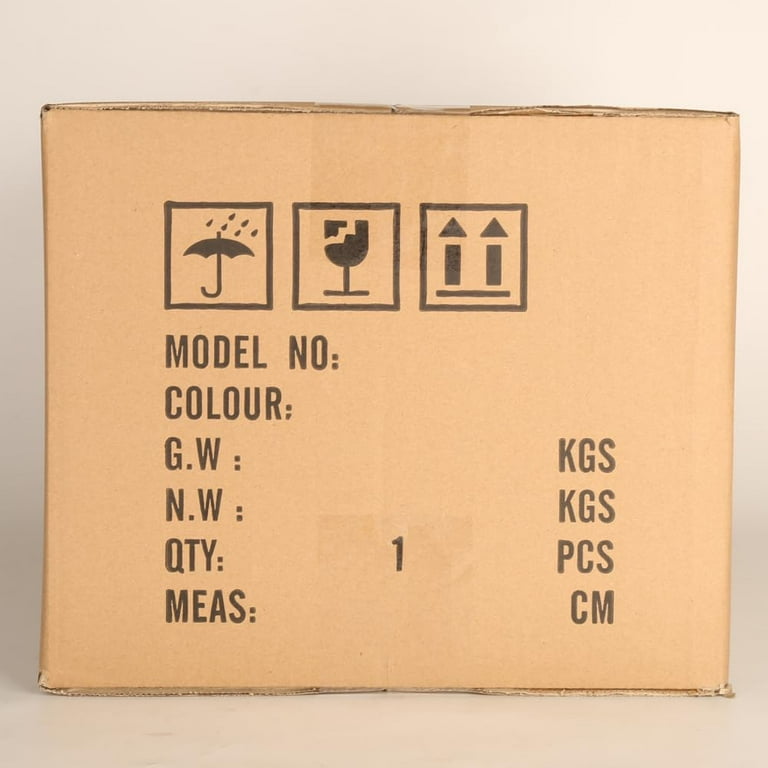 MODEL NO:
COLOUR:
G.W : KGS
N.W : KGS
QTY: 1 PCS
MEAS: CM